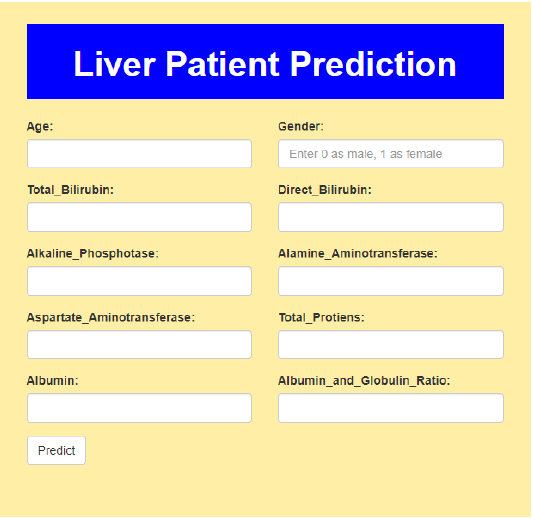 Liver Patient Prediction
Age:
Gender:
Enter 0 as male, 1 as female
Total_Bilirubin:
Direct_Bilirubin:
Alkaline_Phosphotase:
Alamine_Aminotransferase:
Aspartate_Aminotransferase:
Total_Protiens:
Albumin:
Albumin_and_Globulin_Ratio:
Predict